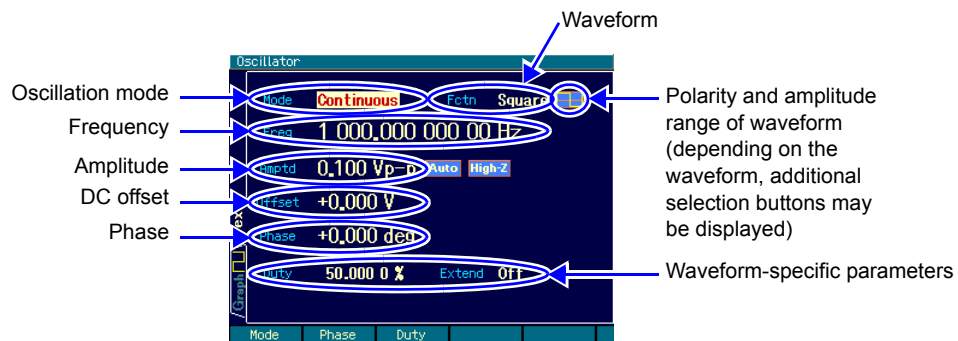 Waveform
Oscillator
Oscillation mode
Mode Continuous Fctn Square
Polarity and amplitude
range of waveform
(depending on the
waveform, additional
selection buttons may
be displayed)
Frequency
Freq 1 000.000 000 00 Hz
Amplitude
Amptd 0.100 Vp-p Auto High-Z
DC offset
Offset +0.000 V
Phase
Phase +0.000 deg
Duty 50.000 0 % Extend Off
Waveform-specific parameters
/Graph
Mode Phase Duty